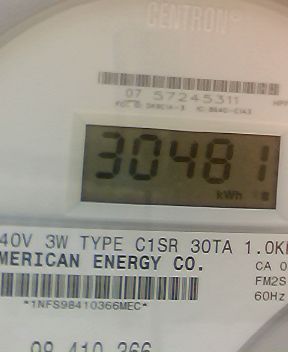 CENTRON®
07 57245311
30481
kWh
40V 3W TYPE C1SR 30TA 1.0K
MERICAN ENERGY CO.
CA 0
FM2S
60Hz
*1NFS98410366MEC*
98 410 366